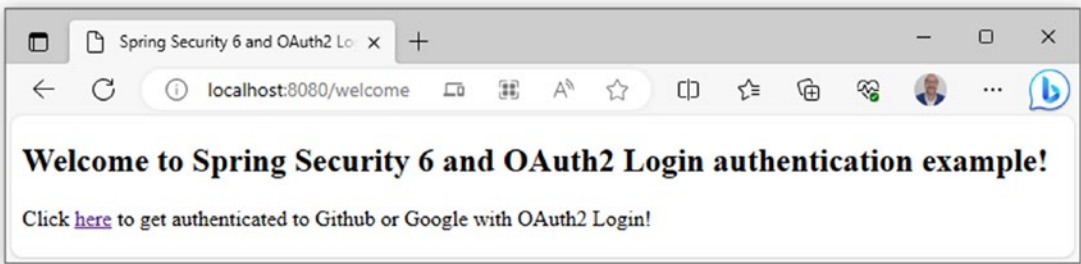 Spring Security 6 and OAuth2 Lo
localhost:8080/welcome
Welcome to Spring Security 6 and OAuth2 Login authentication example!
Click here to get authenticated to Github or Google with OAuth2 Login!